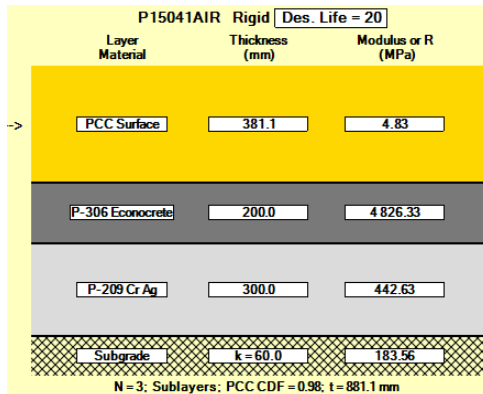 P15041AIR Rigid Des. Life = 20
Layer Material Thickness (mm) Modulus or R (MPa)
--> PCC Surface 381.1 4.83
P-306 Econocrete 200.0 4 826.33
P-209 Cr Ag 300.0 442.63
Subgrade k = 60.0 183.56
N = 3; Sublayers; PCC CDF = 0.98; t = 881.1 mm